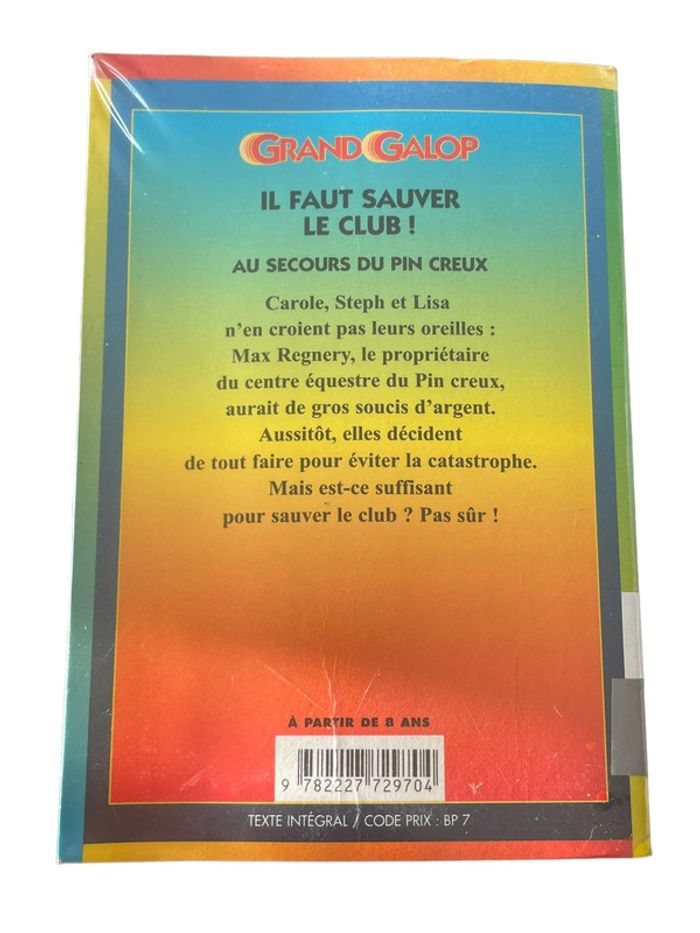 GRAND GALOP
IL FAUT SAUVER
LE CLUB !
AU SECOURS DU PIN CREUX
Carole, Steph et Lisa
n'en croient pas leurs oreilles :
Max Regnery, le propriétaire
du centre équestre du Pin creux,
aurait de gros soucis d'argent.
Aussitôt, elles décident
de tout faire pour éviter la catastrophe.
Mais est-ce suffisant
pour sauver le club ? Pas sûr !
À PARTIR DE 8 ANS
9 782227 729704
TEXTE INTÉGRAL / CODE PRIX : BP 7